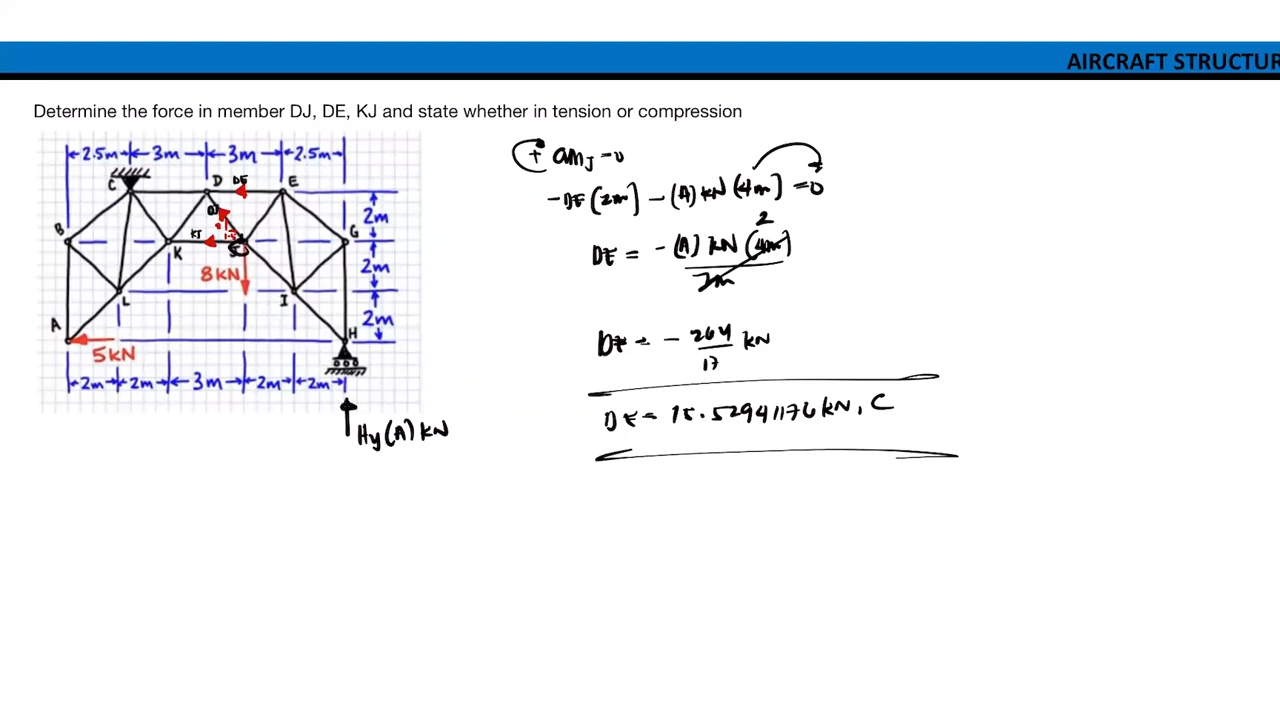 AIRCRAFT STRUCTUR
Determine the force in member DJ, DE, KJ and state whether in tension or compression
2.5m 3m 3m 2.5m
C D DE E
DJ
2m
B KJ G
K
8KN 2m
L I
A 2m
H
5KN
2m 2m 3m 2m 2m
Hy(A) KN
+ ΣMJ=0
-DE(2m) -(A) KN (4m) =0
DE = -(A) KN (4m) 2
2m
DE = - 264 KN
17
DE = 15.52941176 KN, C